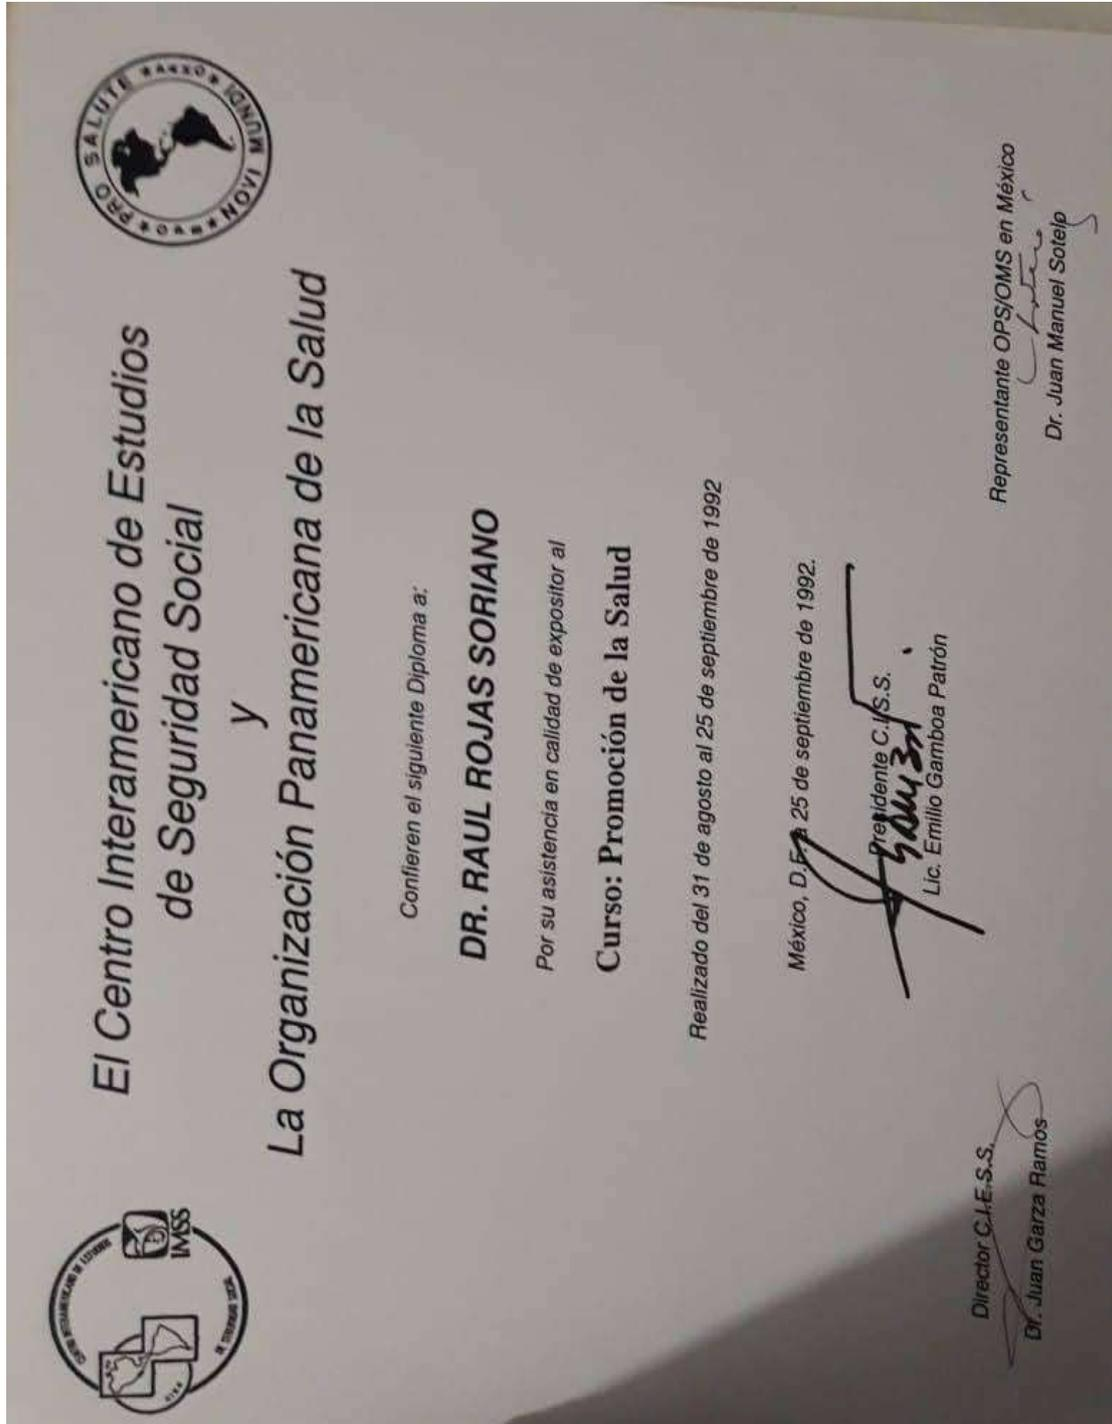 El Centro Interamericano de Estudios
de Seguridad Social
y
La Organización Panamericana de la Salud
PRO SALUTE
NOVI MUNDI
IMSS
Confieren el siguiente Diploma a:
DR. RAUL ROJAS SORIANO
Por su asistencia en calidad de expositor al
Curso: Promoción de la Salud
Realizado del 31 de agosto al 25 de septiembre de 1992
México, D.F. a 25 de septiembre de 1992.
Presidente C.I.S.S.
Lic. Emilio Gamboa Patrón
Director C.I.E.S.S.
Dr. Juan Garza Ramos
Representante OPS/OMS en México
Dr. Juan Manuel Sotelo